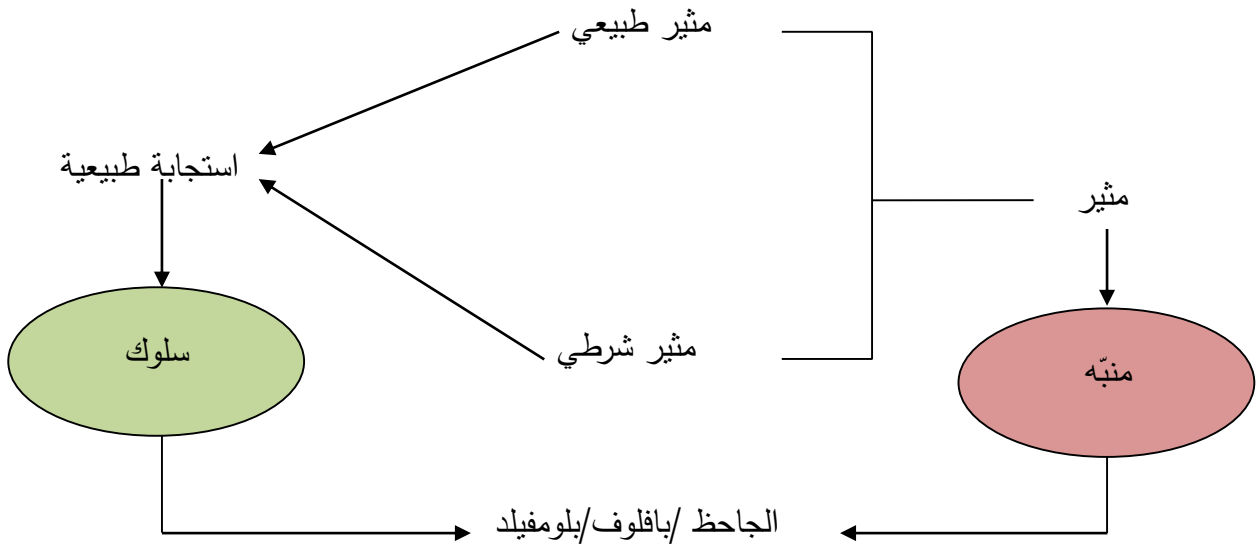 مثير طبيعي
استجابة طبيعية
مثير
مثير شرطي
سلوك
منبّه
الجاحظ /بافلوف/بلومفيلد